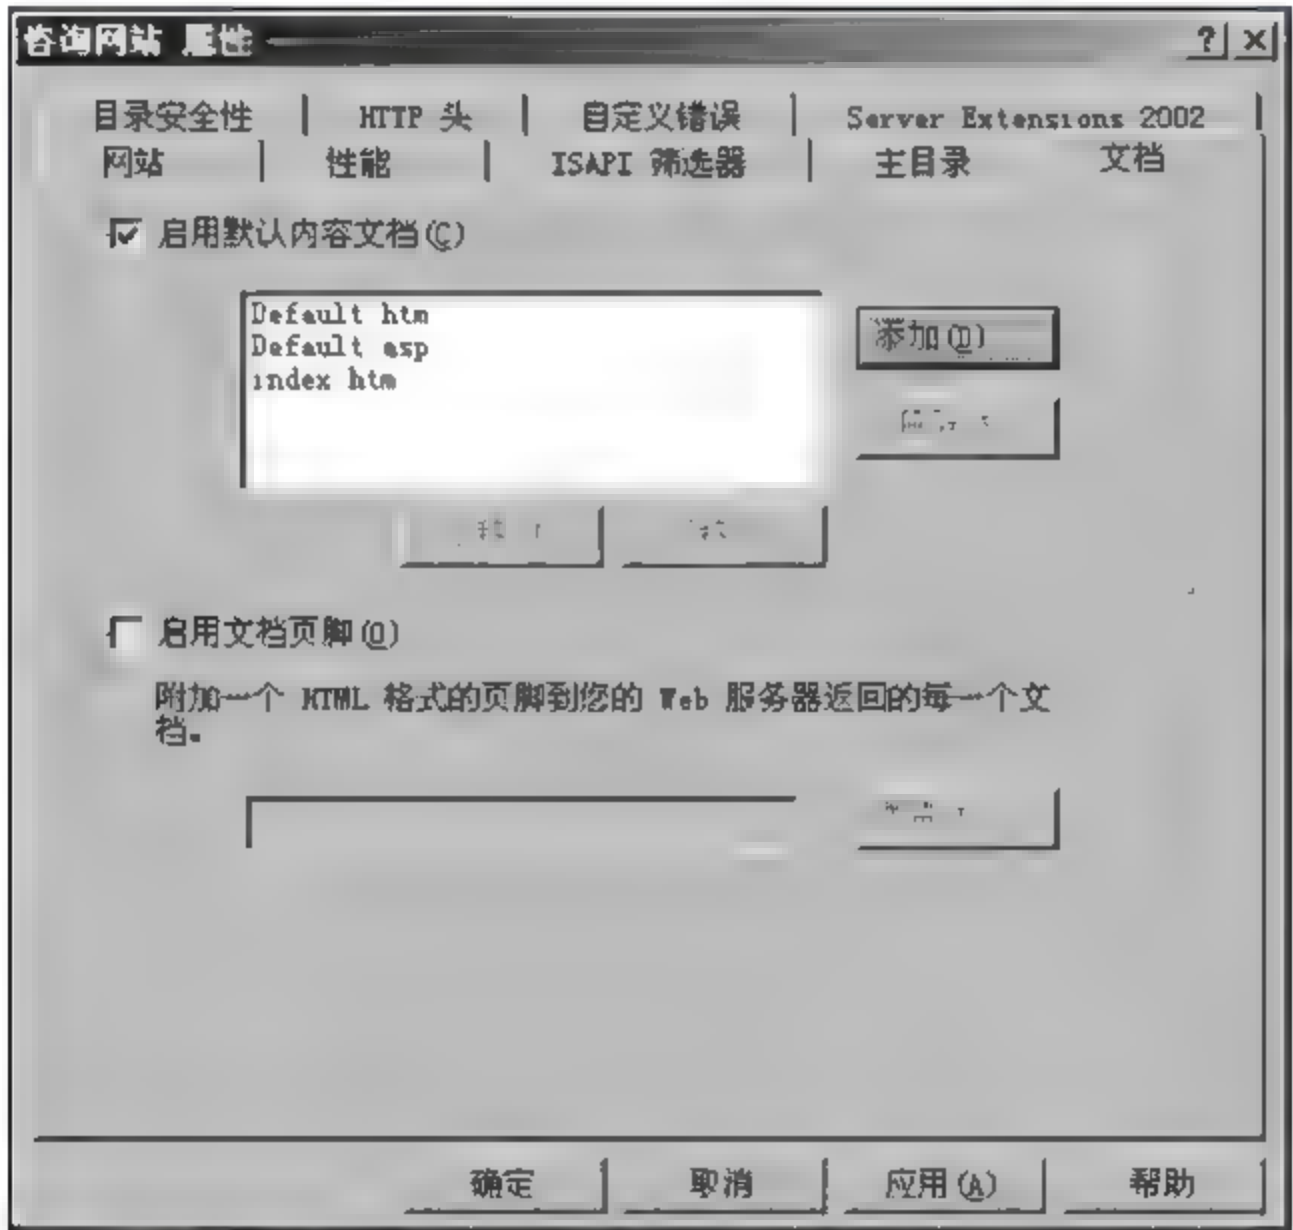 咨询网站 属性
目录安全性 HTTP 头 自定义错误 Server Extensions 2002
网站 性能 ISAPI 筛选器 主目录 文档
启用默认内容文档(C)
Default htm
Default asp
index htm
添加(D)
启用文档页脚(O)
附加一个 HTML 格式的页脚到您的 Web 服务器返回的每一个文
档。
确定 取消 应用(A) 帮助